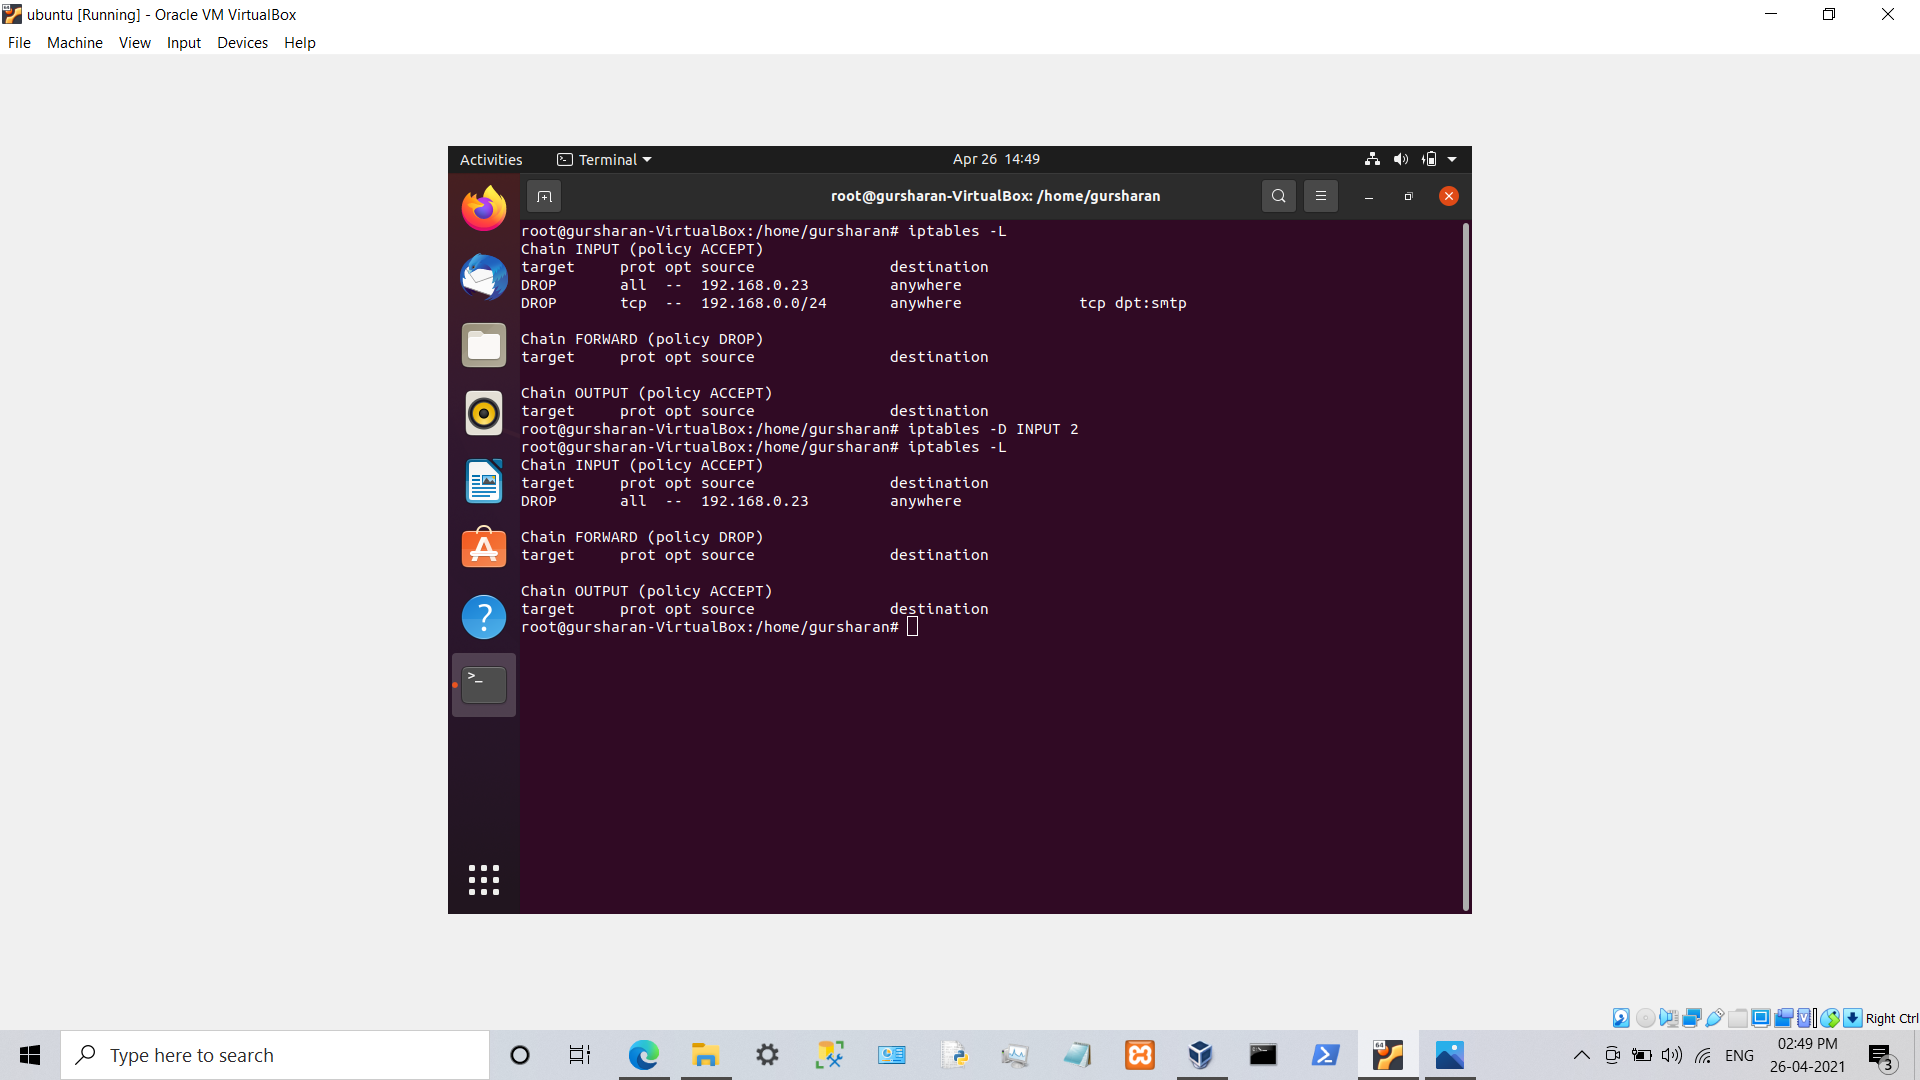 ubuntu [Running] - Oracle VM VirtualBox
File Machine View Input Devices Help
Activities Terminal Apr 26 14:49
root@gursharan-VirtualBox: /home/gursharan
root@gursharan-VirtualBox:/home/gursharan# iptables -L
Chain INPUT (policy ACCEPT)
target prot opt source destination
DROP all -- 192.168.0.23 anywhere
DROP tcp -- 192.168.0.0/24 anywhere tcp dpt:smtp
Chain FORWARD (policy DROP)
target prot opt source destination
Chain OUTPUT (policy ACCEPT)
target prot opt source destination
root@gursharan-VirtualBox:/home/gursharan# iptables -D INPUT 2
root@gursharan-VirtualBox:/home/gursharan# iptables -L
Chain INPUT (policy ACCEPT)
target prot opt source destination
DROP all -- 192.168.0.23 anywhere
Chain FORWARD (policy DROP)
target prot opt source destination
Chain OUTPUT (policy ACCEPT)
target prot opt source destination
root@gursharan-VirtualBox:/home/gursharan#
Right Ctrl
Type here to search
ENG
02:49 PM
26-04-2021
3